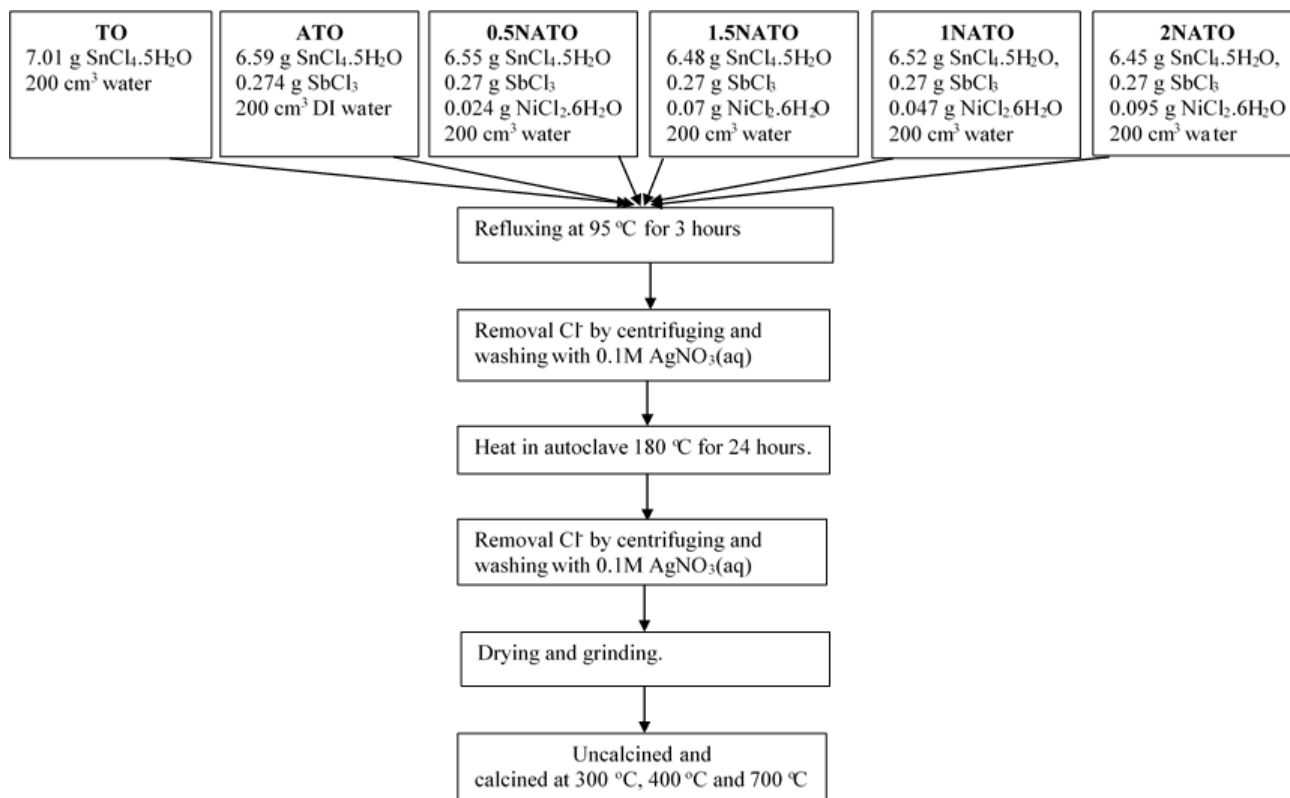 TO
7.01 g SnCl₄.5H₂O
200 cm³ water
ATO
6.59 g SnCl₄.5H₂O
0.274 g SbCl₃
200 cm³ DI water
0.5NATO
6.55 g SnCl₄.5H₂O
0.27 g SbCl₃
0.024 g NiCl₂.6H₂O
200 cm³ water
1.5NATO
6.48 g SnCl₄.5H₂O
0.27 g SbCl₃
0.07 g NiCl₂.6H₂O
200 cm³ water
1NATO
6.52 g SnCl₄.5H₂O,
0.27 g SbCl₃
0.047 g NiCl₂.6H₂O
200 cm³ water
2NATO
6.45 g SnCl₄.5H₂O,
0.27 g SbCl₃
0.095 g NiCl₂.6H₂O
200 cm³ water
Refluxing at 95 ºC for 3 hours
Removal Cl⁻ by centrifuging and
washing with 0.1M AgNO₃(aq)
Heat in autoclave 180 ºC for 24 hours.
Removal Cl⁻ by centrifuging and
washing with 0.1M AgNO₃(aq)
Drying and grinding.
Uncalcined and
calcined at 300 ºC, 400 ºC and 700 ºC